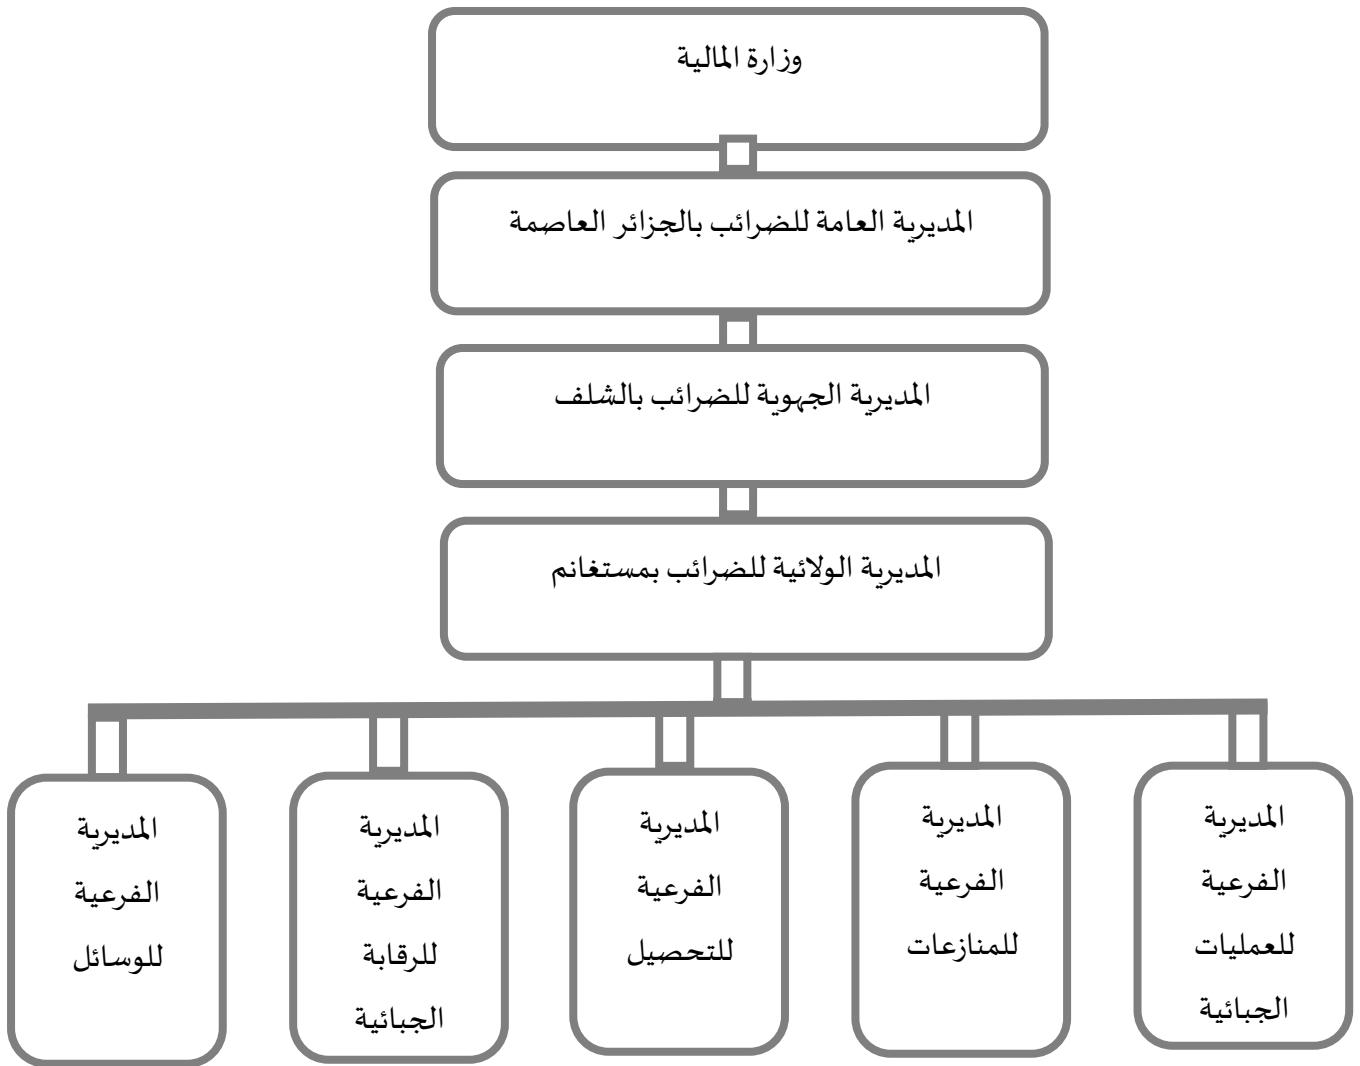 وزارة المالية
المديرية العامة للضرائب بالجزائر العاصمة
المديرية الجهوية للضرائب بالشلف
المديرية الولائية للضرائب بمستغانم
المديرية
الفرعية
للعمليات
الجبائية
المديرية
الفرعية
للمنازعات
المديرية
الفرعية
للتحصيل
المديرية
الفرعية
للرقابة
الجبائية
المديرية
الفرعية
للوسائل